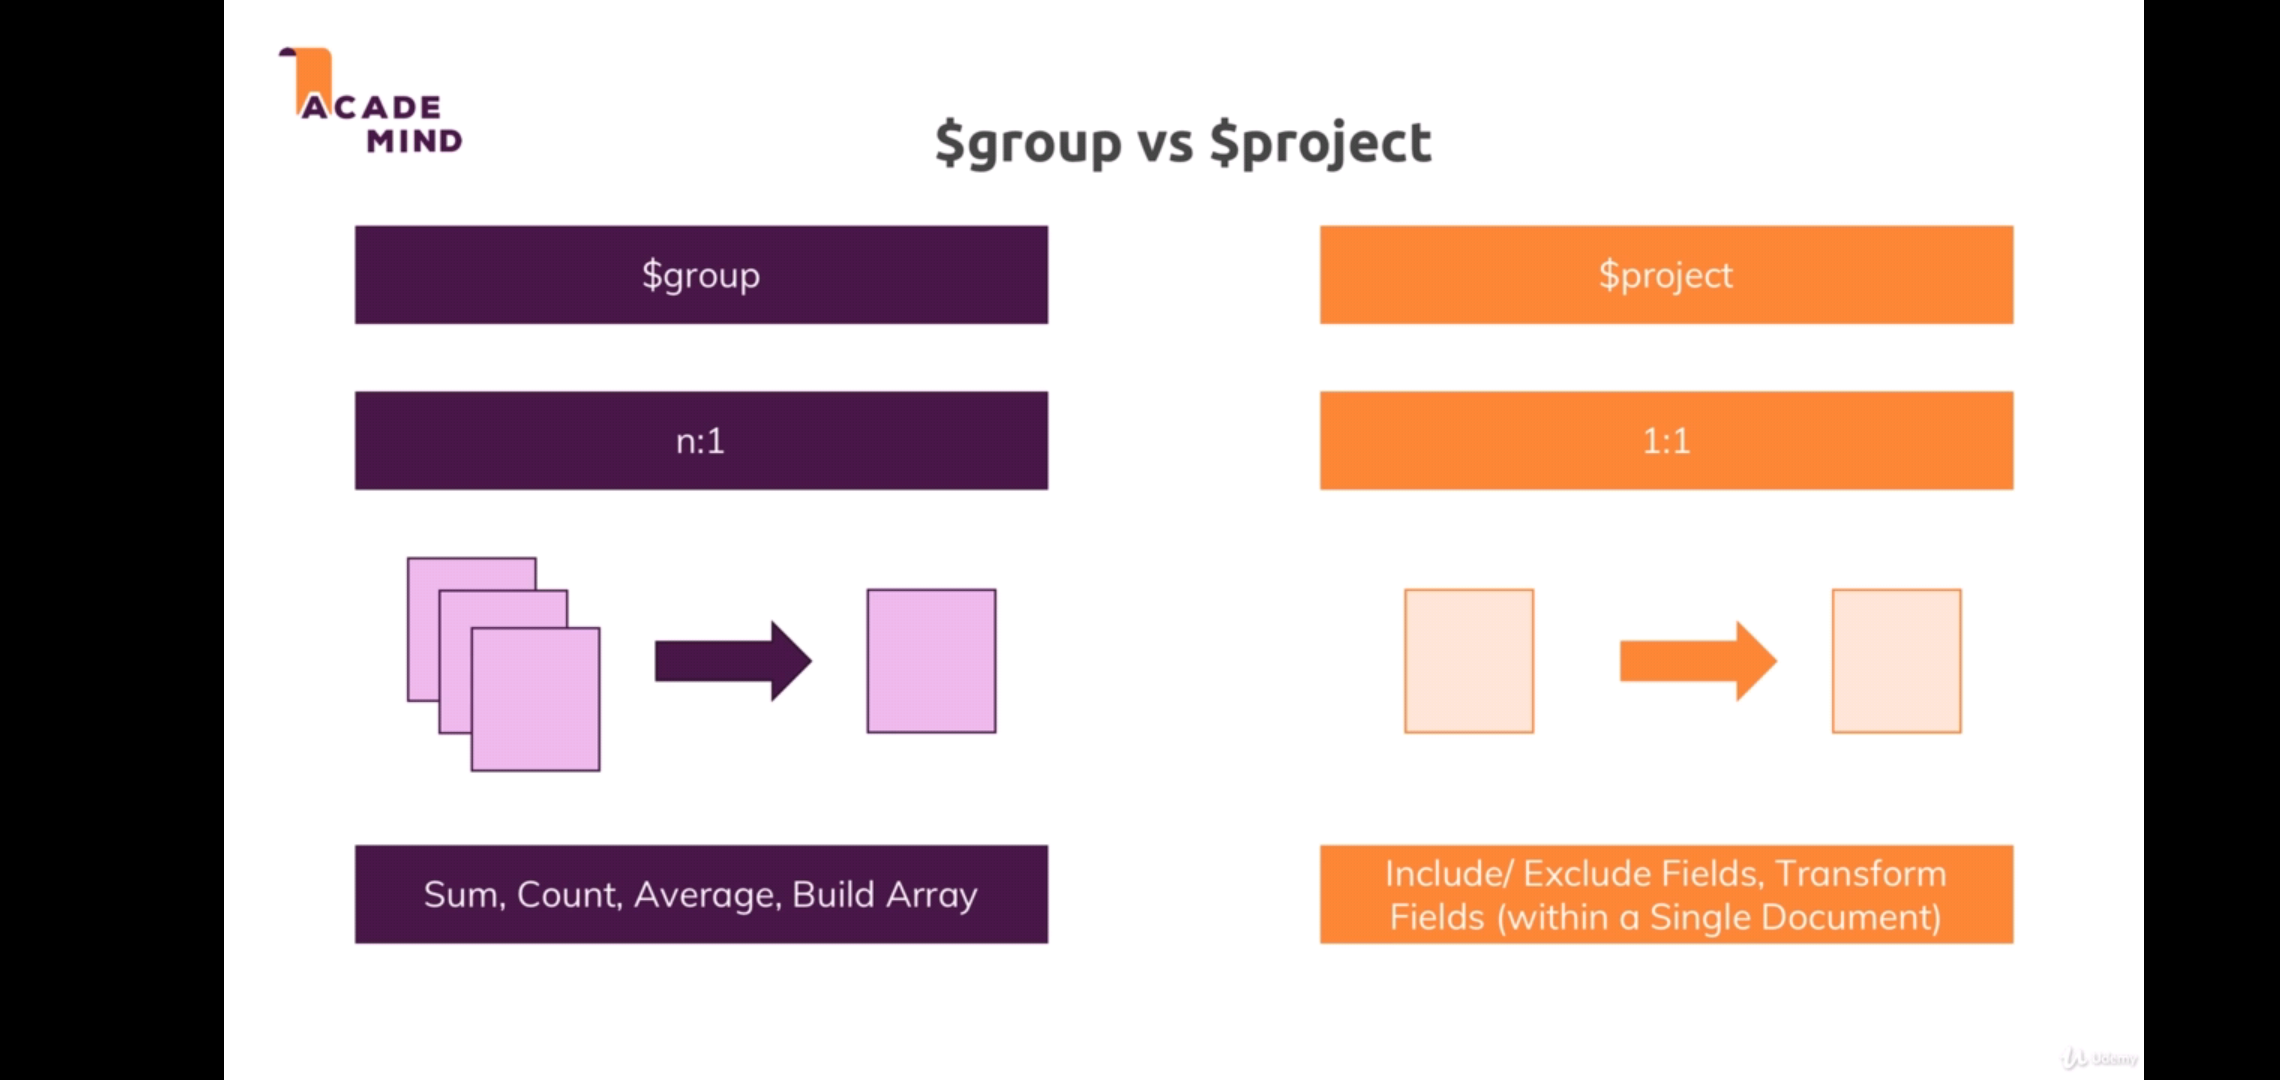 ACADE
MIND
$group vs $project
$group
$project
n:1
1:1
Sum, Count, Average, Build Array
Include/ Exclude Fields, Transform
Fields (within a Single Document)
Udemy